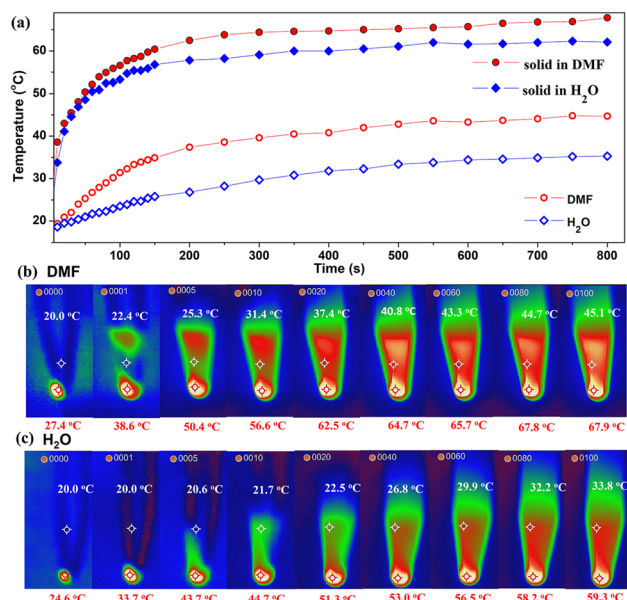 (a)
Temperature (°C)
60
50
40
30
20
solid in DMF
solid in H2O
DMF
H2O
0 100 200 300 400 500 600 700 800
Time (s)
(b) DMF
0000 0001 0005 0010 0020 0040 0060 0080 0100
20.0 °C 22.4 °C 25.3 °C 31.4 °C 37.4 °C 40.8 °C 43.3 °C 44.7 °C 45.1 °C
27.4 °C 38.6 °C 50.4 °C 56.6 °C 62.5 °C 64.7 °C 65.7 °C 67.8 °C 67.9 °C
(c) H2O
0000 0001 0005 0010 0020 0040 0060 0080 0100
20.0 °C 20.0 °C 20.6 °C 21.7 °C 22.5 °C 26.8 °C 29.9 °C 32.2 °C 33.8 °C
24.6 °C 33.7 °C 43.7 °C 44.7 °C 51.3 °C 53.0 °C 56.5 °C 58.2 °C 59.3 °C